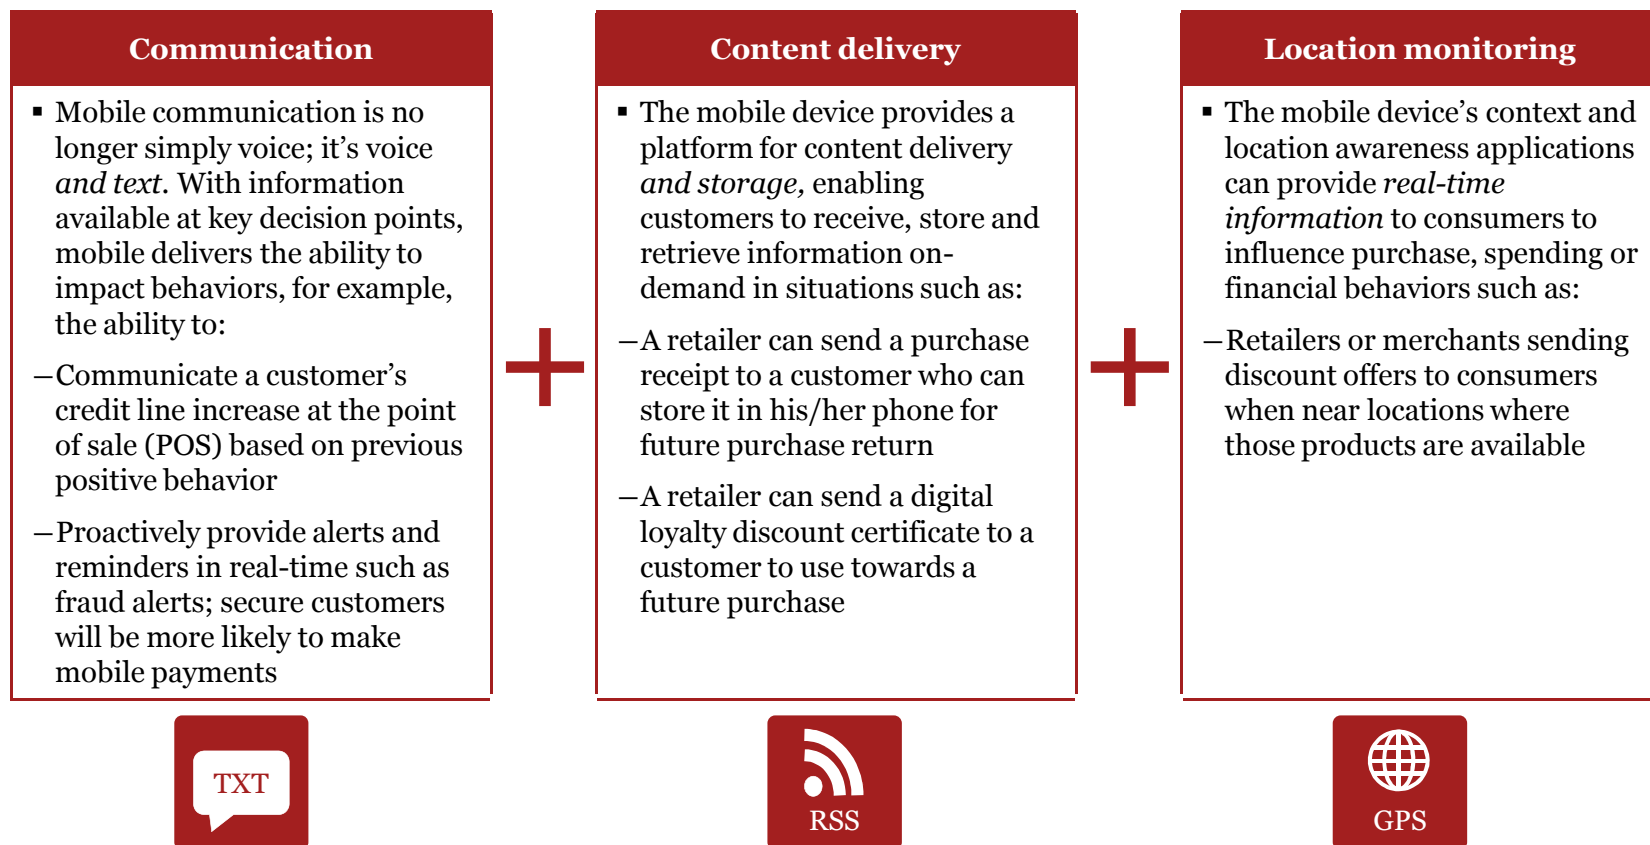 Communication
▪ Mobile communication is no
longer simply voice; it’s voice
and text. With information
available at key decision points,
mobile delivers the ability to
impact behaviors, for example,
the ability to:
—Communicate a customer’s
credit line increase at the point
of sale (POS) based on previous
positive behavior
—Proactively provide alerts and
reminders in real-time such as
fraud alerts; secure customers
will be more likely to make
mobile payments
TXT
Content delivery
▪ The mobile device provides a
platform for content delivery
and storage, enabling
customers to receive, store and
retrieve information on-
demand in situations such as:
—A retailer can send a purchase
receipt to a customer who can
store it in his/her phone for
future purchase return
—A retailer can send a digital
loyalty discount certificate to a
customer to use towards a
future purchase
RSS
Location monitoring
▪ The mobile device’s context and
location awareness applications
can provide real-time
information to consumers to
influence purchase, spending or
financial behaviors such as:
—Retailers or merchants sending
discount offers to consumers
when near locations where
those products are available
GPS